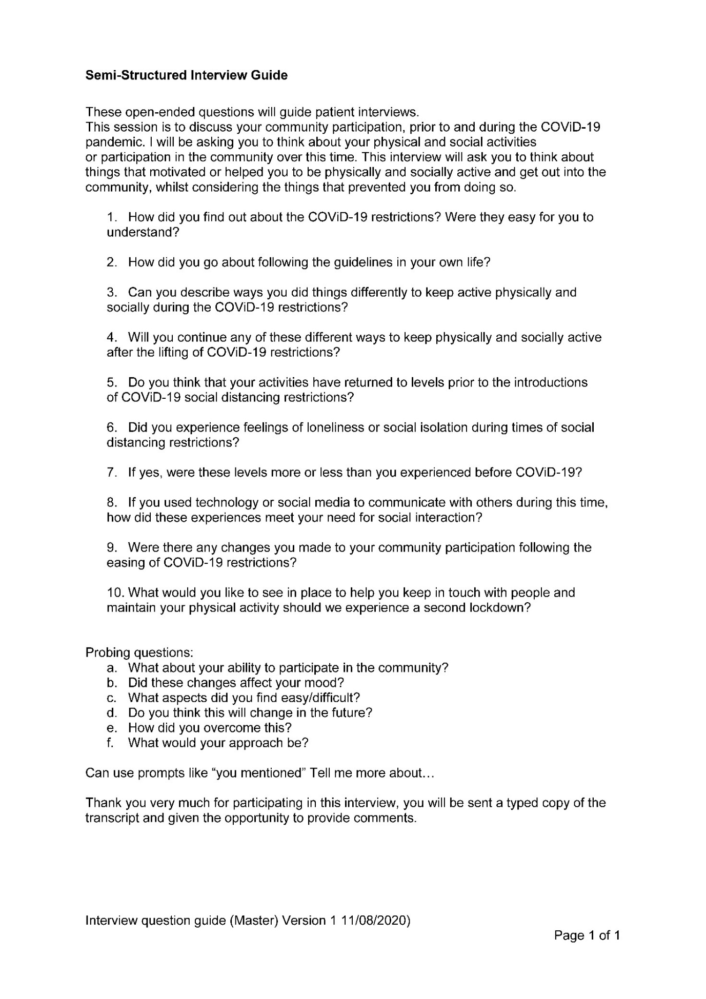 Semi-Structured Interview Guide
These open-ended questions will guide patient interviews.
This session is to discuss your community participation, prior to and during the COViD-19
pandemic. I will be asking you to think about your physical and social activities
or participation in the community over this time. This interview will ask you to think about
things that motivated or helped you to be physically and socially active and get out into the
community, whilst considering the things that prevented you from doing so.
1. How did you find out about the COViD-19 restrictions? Were they easy for you to
understand?
2. How did you go about following the guidelines in your own life?
3. Can you describe ways you did things differently to keep active physically and
socially during the COViD-19 restrictions?
4. Will you continue any of these different ways to keep physically and socially active
after the lifting of COViD-19 restrictions?
5. Do you think that your activities have returned to levels prior to the introductions
of COViD-19 social distancing restrictions?
6. Did you experience feelings of loneliness or social isolation during times of social
distancing restrictions?
7. If yes, were these levels more or less than you experienced before COViD-19?
8. If you used technology or social media to communicate with others during this time,
how did these experiences meet your need for social interaction?
9. Were there any changes you made to your community participation following the
easing of COViD-19 restrictions?
10. What would you like to see in place to help you keep in touch with people and
maintain your physical activity should we experience a second lockdown?
Probing questions:
a. What about your ability to participate in the community?
b. Did these changes affect your mood?
c. What aspects did you find easy/difficult?
d. Do you think this will change in the future?
e. How did you overcome this?
f. What would your approach be?
Can use prompts like “you mentioned” Tell me more about…
Thank you very much for participating in this interview, you will be sent a typed copy of the
transcript and given the opportunity to provide comments.
Interview question guide (Master) Version 1 11/08/2020)
Page 1 of 1